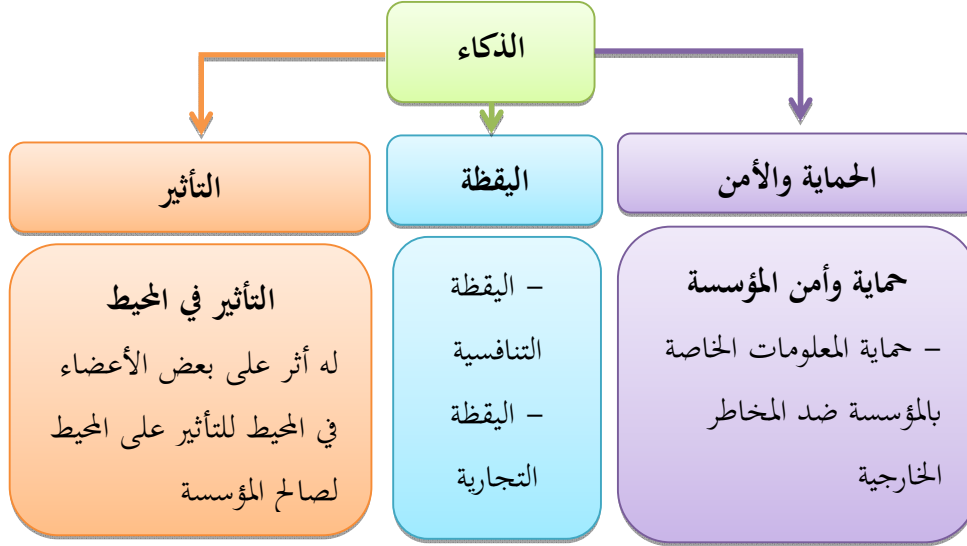 الذكاء
الحماية والأمن
اليقظة
التأثير
حماية وأمن المؤسسة
– حماية المعلومات الخاصة
بالمؤسسة ضد المخاطر
الخارجية
– اليقظة
التنافسية
– اليقظة
التجارية
التأثير في المحيط
له أثر على بعض الأعضاء
في المحيط للتأثير على المحيط
لصالح المؤسسة